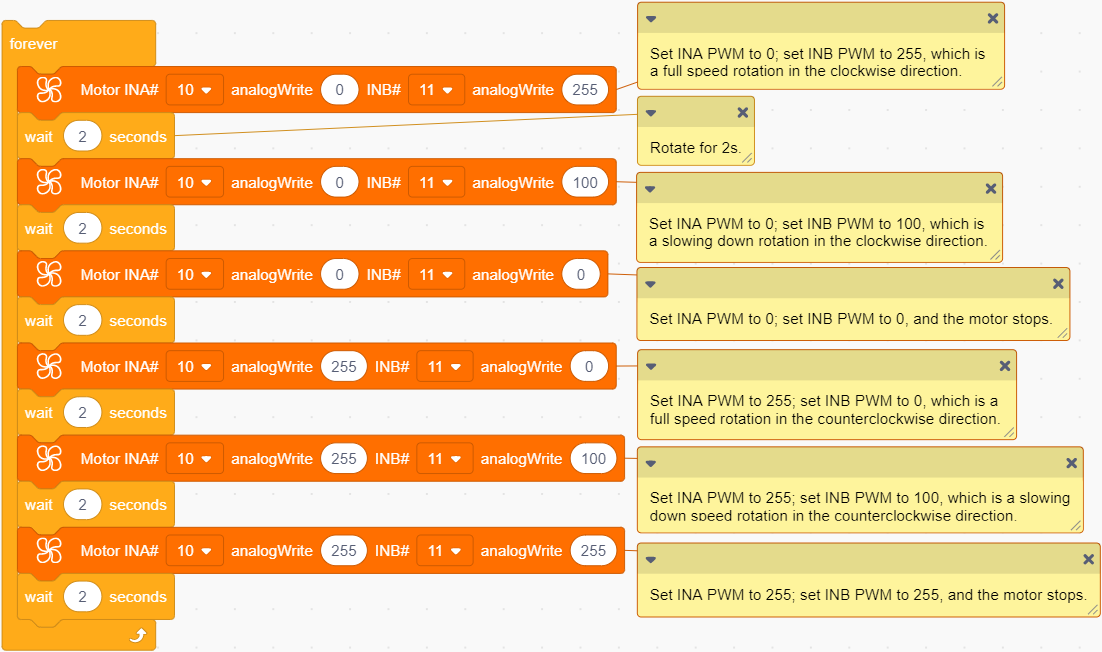 forever
Motor INA# 10 analogWrite 0 INB# 11 analogWrite 255
Set INA PWM to 0; set INB PWM to 255, which is
a full speed rotation in the clockwise direction.
wait 2 seconds
Rotate for 2s.
Motor INA# 10 analogWrite 0 INB# 11 analogWrite 100
Set INA PWM to 0; set INB PWM to 100, which is
a slowing down rotation in the clockwise direction.
wait 2 seconds
Motor INA# 10 analogWrite 0 INB# 11 analogWrite 0
Set INA PWM to 0; set INB PWM to 0, and the motor stops.
wait 2 seconds
Motor INA# 10 analogWrite 255 INB# 11 analogWrite 0
Set INA PWM to 255; set INB PWM to 0, which is a
full speed rotation in the counterclockwise direction.
wait 2 seconds
Motor INA# 10 analogWrite 255 INB# 11 analogWrite 100
Set INA PWM to 255; set INB PWM to 100, which is a slowing
down speed rotation in the counterclockwise direction.
wait 2 seconds
Motor INA# 10 analogWrite 255 INB# 11 analogWrite 255
Set INA PWM to 255; set INB PWM to 255, and the motor stops.
wait 2 seconds